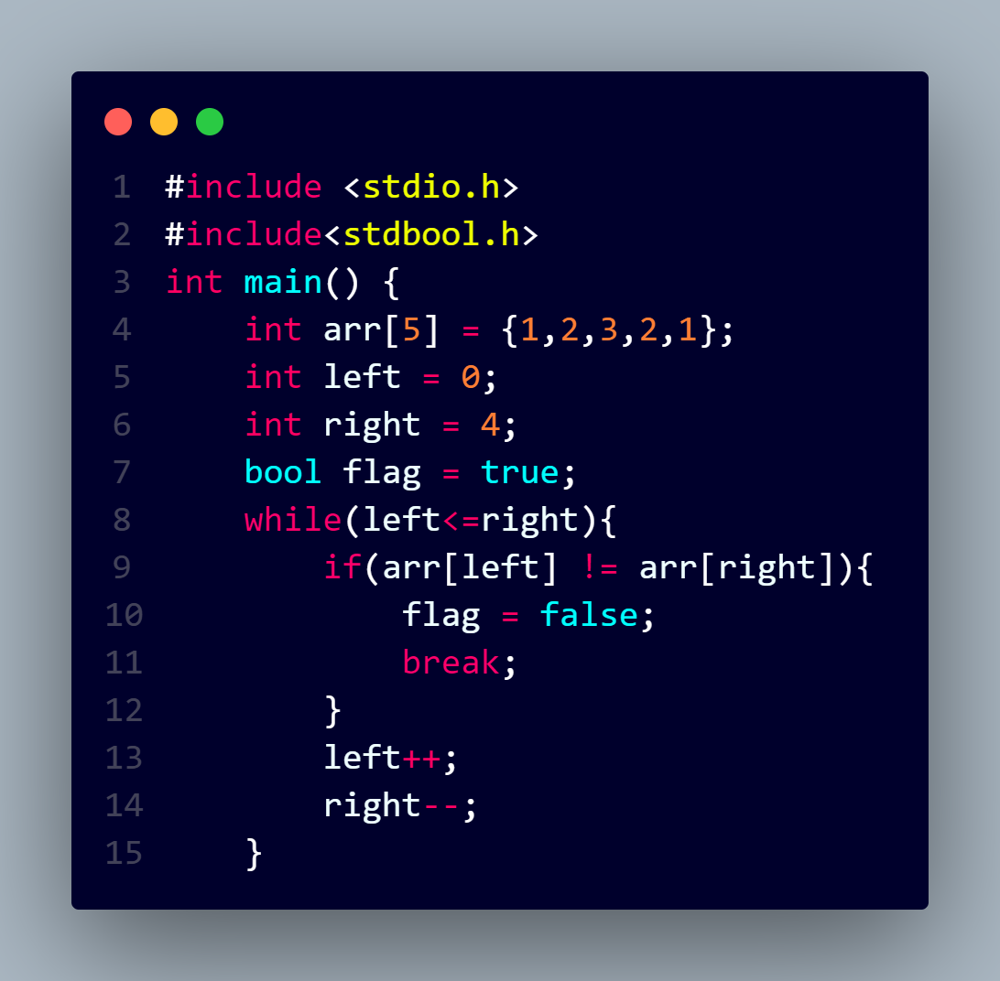 1 #include <stdio.h>
2 #include<stdbool.h>
3 int main() {
4     int arr[5] = {1,2,3,2,1};
5     int left = 0;
6     int right = 4;
7     bool flag = true;
8     while(left<=right){
9         if(arr[left] != arr[right]){
10             flag = false;
11             break;
12         }
13         left++;
14         right--;
15     }